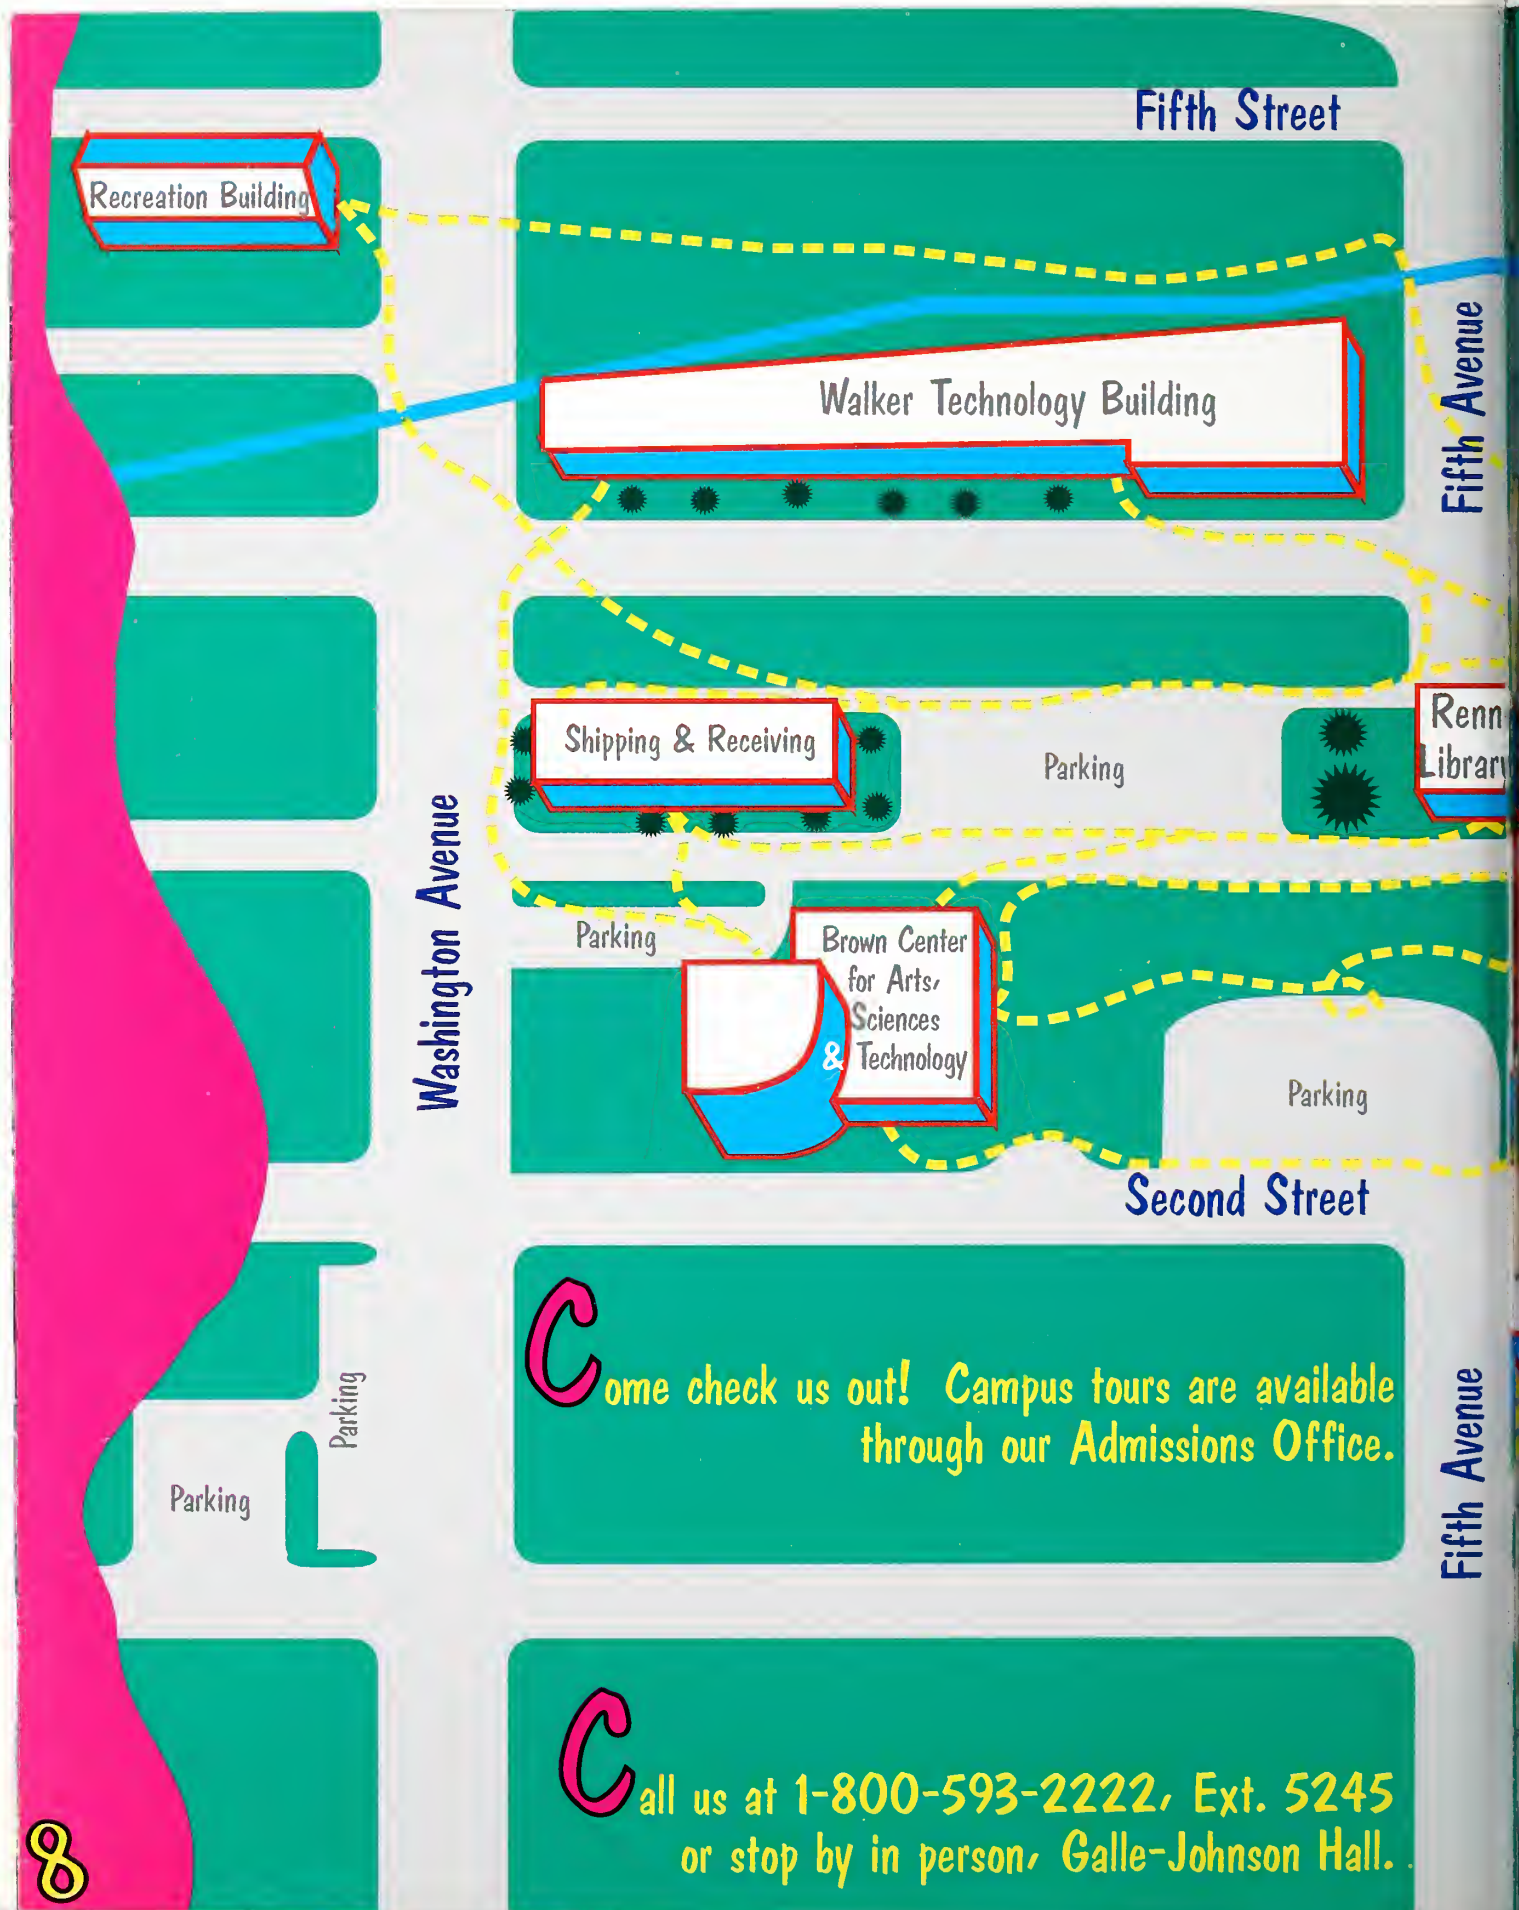 Fifth Street
Recreation Building
Walker Technology Building
Fifth Avenue
Shipping & Receiving
Parking
Renn
Library
Washington Avenue
Parking
Brown Center
for Arts,
Sciences
& Technology
Parking
Second Street
Come check us out! Campus tours are available
through our Admissions Office.
Parking
Parking
Fifth Avenue
Call us at 1-800-593-2222, Ext. 5245
or stop by in person, Galle-Johnson Hall.
8